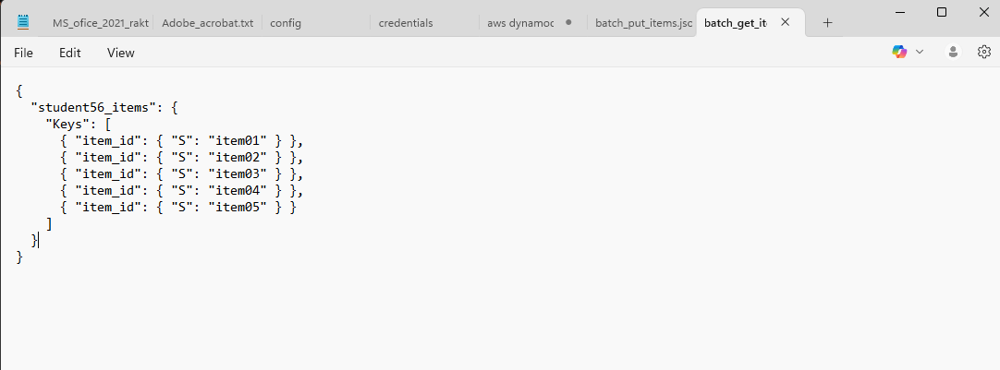 MS_ofice_2021_rakt Adobe_acrobat.txt config credentials aws dynamoc batch_put_items.jsc batch_get_it
File Edit View
{
  "student56_items": {
    "Keys": [
      { "item_id": { "S": "item01" } },
      { "item_id": { "S": "item02" } },
      { "item_id": { "S": "item03" } },
      { "item_id": { "S": "item04" } },
      { "item_id": { "S": "item05" } }
    ]
  }
}